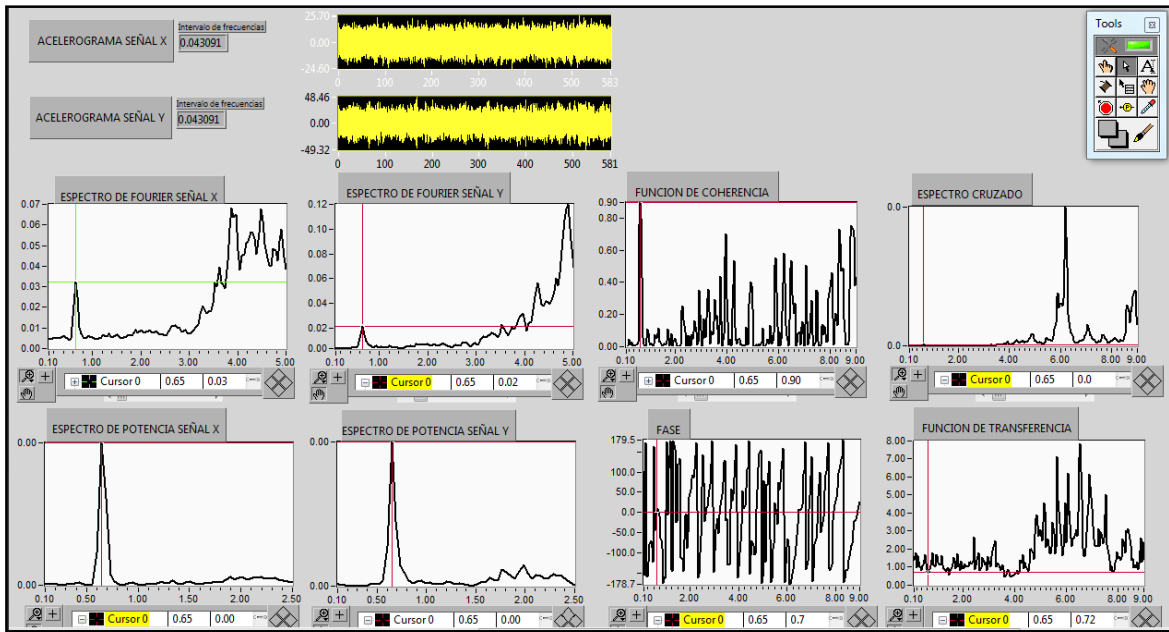 ACELEROGRAMA SEÑAL X
Intervalo de frecuencias
0.043091
25.70
0.00
-24.60
0 100 200 300 400 500 583
Tools
ACELEROGRAMA SEÑAL Y
Intervalo de frecuencias
0.043091
48.46
0.00
-49.32
0 100 200 300 400 500 581
ESPECTRO DE FOURIER SEÑAL X
0.07
0.06
0.05
0.04
0.03
0.02
0.01
0.00
0.10 1.00 2.00 3.00 4.00 5.00
Cursor 0 0.65 0.03
ESPECTRO DE FOURIER SEÑAL Y
0.12
0.10
0.08
0.06
0.04
0.02
0.00
0.10 1.00 2.00 3.00 4.00 5.00
Cursor 0 0.65 0.02
FUNCION DE COHERENCIA
0.90
0.80
0.60
0.40
0.20
0.00
0.10 2.00 4.00 6.00 8.00 9.00
Cursor 0 0.65 0.90
ESPECTRO CRUZADO
0.0
0.0
0.10 2.00 4.00 6.00 8.00 9.00
Cursor 0 0.65 0.0
ESPECTRO DE POTENCIA SEÑAL X
0.00
0.00
0.10 0.50 1.00 1.50 2.00 2.50
Cursor 0 0.65 0.00
ESPECTRO DE POTENCIA SEÑAL Y
0.00
0.00
0.10 0.50 1.00 1.50 2.00 2.50
Cursor 0 0.65 0.00
FASE
179.5
100.0
50.0
0.0
-50.0
-100.0
-178.7
0.10 2.00 4.00 6.00 8.00 9.00
Cursor 0 0.65 0.7
FUNCION DE TRANSFERENCIA
8.00
7.00
6.00
5.00
4.00
3.00
2.00
1.00
0.00
0.10 2.00 4.00 6.00 8.00 9.00
Cursor 0 0.65 0.72